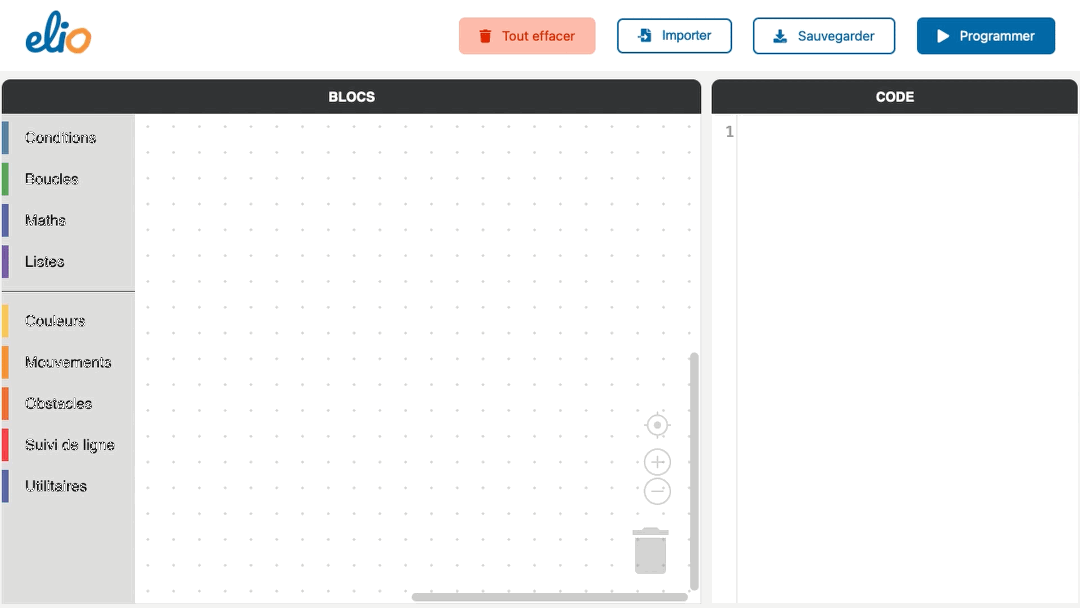 elio
Tout effacer
Importer
Sauvegarder
Programmer
BLOCS
CODE
Conditions
Boucles
Maths
Listes
Couleurs
Mouvements
Obstacles
Suivi de ligne
Utilitaires
1